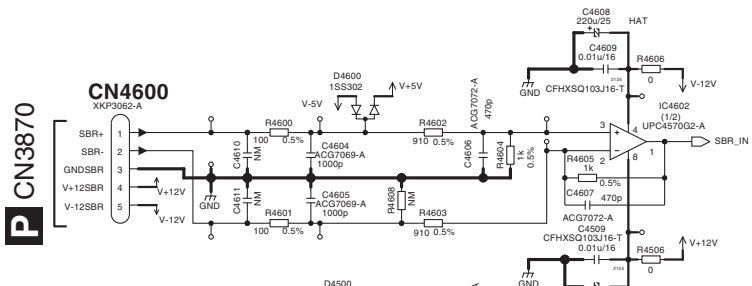 C4608
220u/25
HAT
C4609
0.01u/16
R4606
0
2125
V-12V
GND
CFHXSQ103J16-T
P CN3870
CN4600
XKP3062-A
SBR+ 1
SBR- 2
GNDSBR 3
V+12SBR 4
V-12SBR 5
V+12V
V-12V
GND
D4600
1SS302
V-5V
V+5V
R4600
100 0.5%
C4610
NM
C4604
ACG7069-A
1000p
C4611
NM
C4605
ACG7069-A
1000p
R4601
100 0.5%
R4602
910 0.5%
R4608
NM
R4603
910 0.5%
ACG7072-A
470p
C4606
R4604
1k
0.5%
IC4602
(1/2)
UPC4570G2-A
3
4
2
8
1
SBR_IN
R4605
1k
0.5%
C4607
470p
ACG7072-A
C4509
CFHXSQ103J16-T
0.01u/16
2125
R4506
0
V+12V
GND
D4500